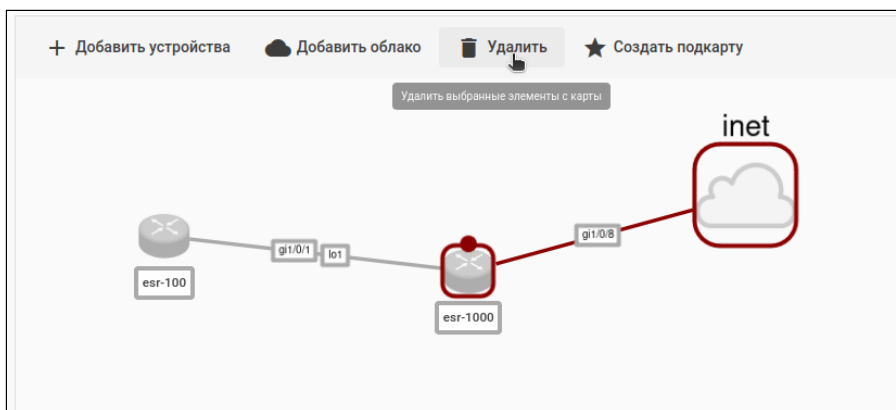 Добавить устройства Добавить облако Удалить Создать подкарту
Удалить выбранные элементы с карты
inet
gi1/0/8
gi1/0/1 lo1
esr-100
esr-1000